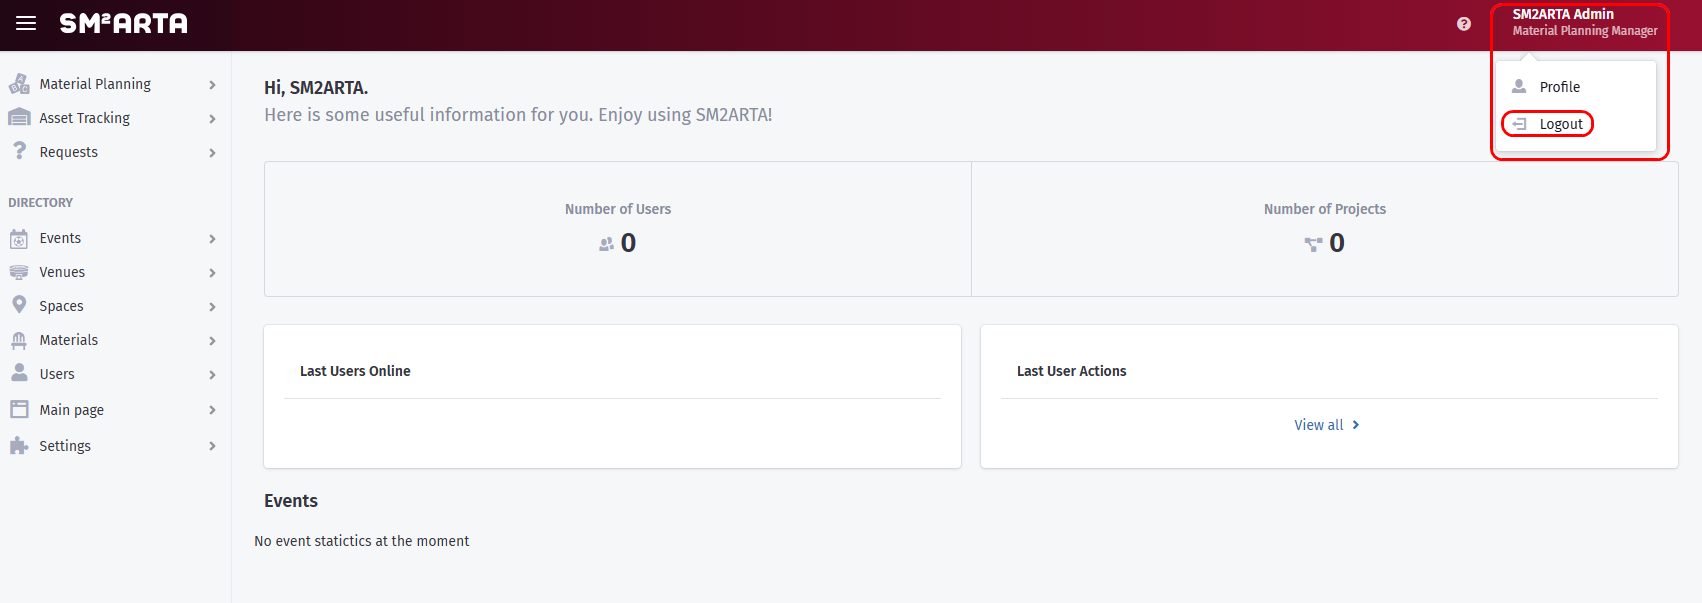 SM²ARTA
SM2ARTA Admin
Material Planning Manager
Profile
Logout
Material Planning
Asset Tracking
Requests
DIRECTORY
Events
Venues
Spaces
Materials
Users
Main page
Settings
Hi, SM2ARTA.
Here is some useful information for you. Enjoy using SM2ARTA!
Number of Users
0
Number of Projects
0
Last Users Online
Last User Actions
View all
Events
No event statictics at the moment